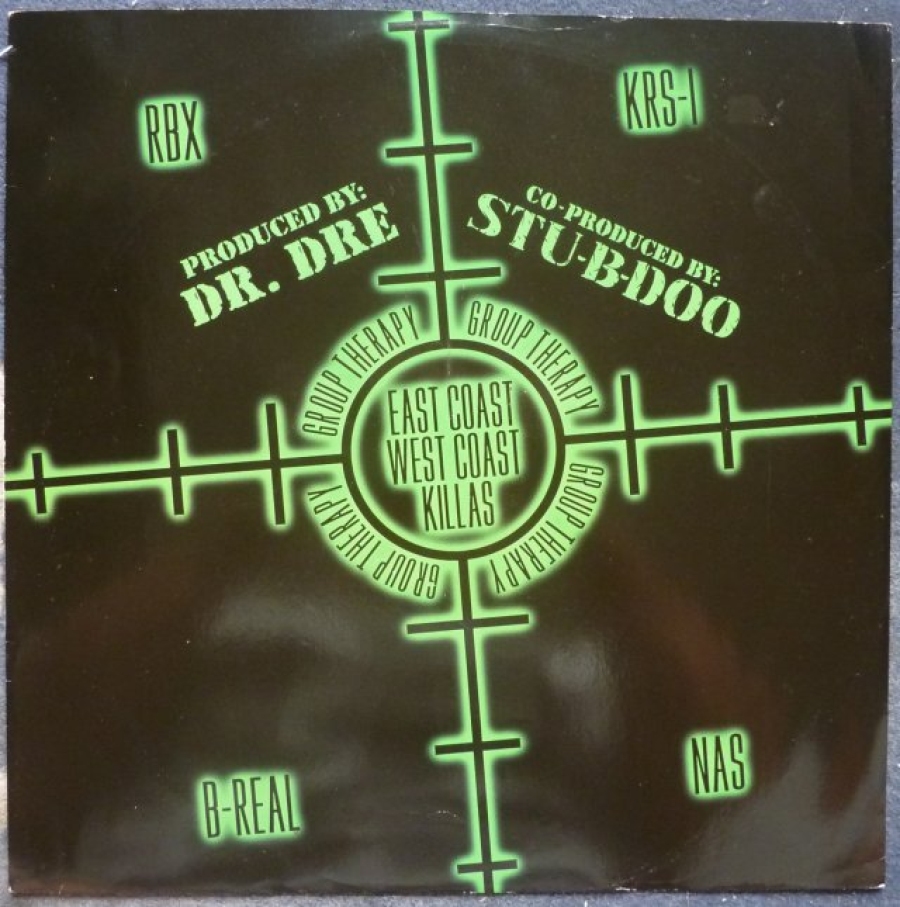 RBX
KRS-1
PRODUCED BY:
DR. DRE
CO-PRODUCED BY:
STU-B-DOO
GROUP THERAPY
GROUP THERAPY
EAST COAST
WEST COAST
KILLAS
GROUP THERAPY
GROUP THERAPY
B-REAL
NAS